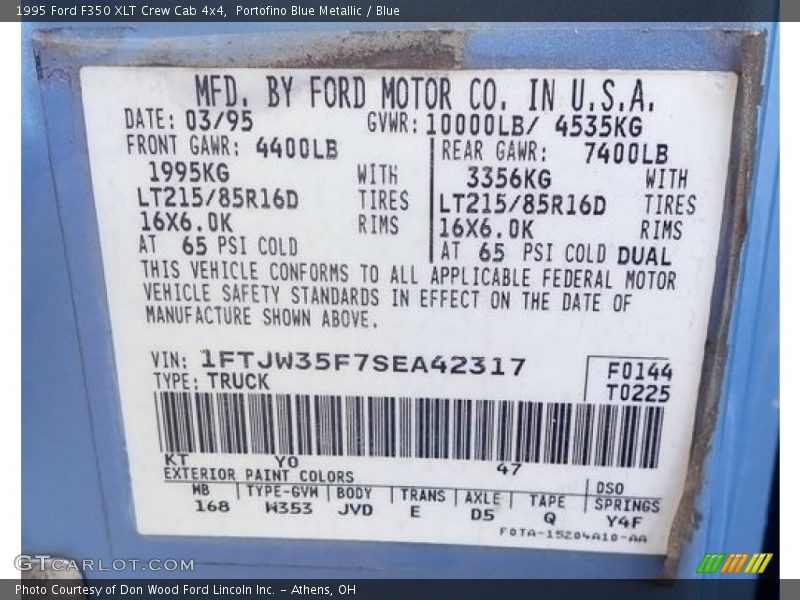 1995 Ford F350 XLT Crew Cab 4x4,  Portofino Blue Metallic / Blue
MFD. BY FORD MOTOR CO. IN U.S.A.
DATE: 03/95 GVWR: 10000LB/ 4535KG
FRONT GAWR: 4400LB REAR GAWR: 7400LB
1995KG WITH 3356KG WITH
LT215/85R16D TIRES LT215/85R16D TIRES
16X6.0K RIMS 16X6.0K RIMS
AT 65 PSI COLD AT 65 PSI COLD DUAL
THIS VEHICLE CONFORMS TO ALL APPLICABLE FEDERAL MOTOR
VEHICLE SAFETY STANDARDS IN EFFECT ON THE DATE OF
MANUFACTURE SHOWN ABOVE.
VIN: 1FTJW35F7SEA42317 F0144
TYPE: TRUCK T0225
KT YO 47
EXTERIOR PAINT COLORS DSO
WB TYPE-GVW BODY TRANS AXLE TAPE SPRINGS
168 W353 JVD E D5 Q Y4F
F0TA-15204A10-AA
GTCARLOT.COM
Photo Courtesy of Don Wood Ford Lincoln Inc. - Athens, OH